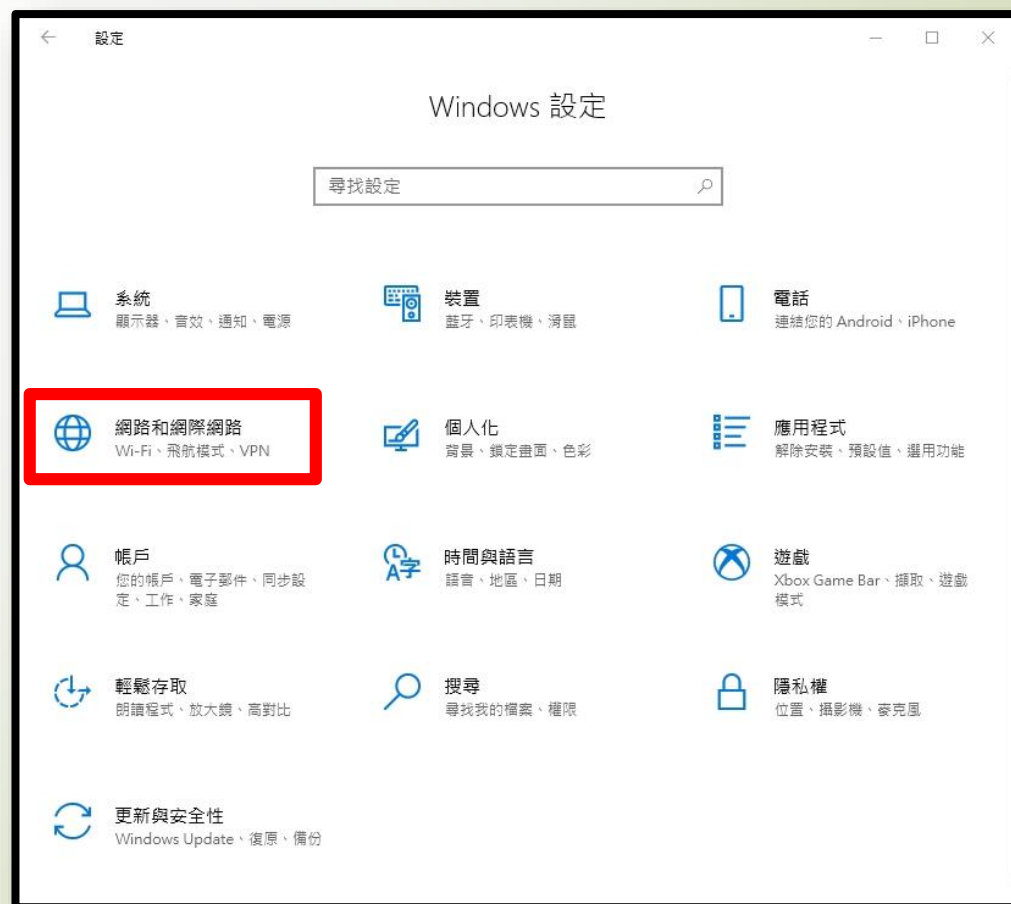 設定
Windows 設定
尋找設定
系統
顯示器、音效、通知、電源
裝置
藍牙、印表機、滑鼠
電話
連結您的 Android、iPhone
網路和網際網路
Wi-Fi、飛航模式、VPN
個人化
背景、鎖定畫面、色彩
應用程式
解除安裝、預設值、選用功能
帳戶
您的帳戶、電子郵件、同步設
定、工作、家庭
時間與語言
語音、地區、日期
遊戲
Xbox Game Bar、擷取、遊戲
模式
輕鬆存取
朗讀程式、放大鏡、高對比
搜尋
尋找我的檔案、權限
隱私權
位置、攝影機、麥克風
更新與安全性
Windows Update、復原、備份